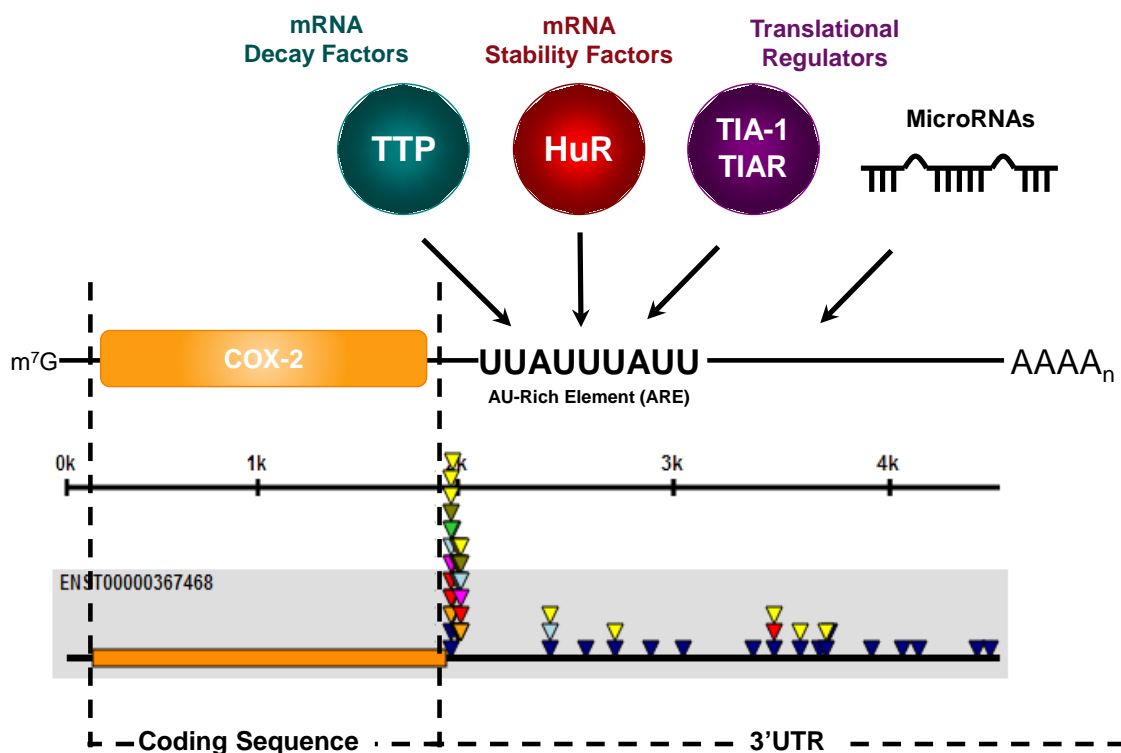 mRNA
Decay Factors
mRNA
Stability Factors
Translational
Regulators
MicroRNAs
TTP
HuR
TIA-1
TIAR
m⁷G
COX-2
UUAUUUAUU
AAAAₙ
AU-Rich Element (ARE)
0k
1k
2k
3k
4k
ENST00000367468
Coding Sequence
3'UTR